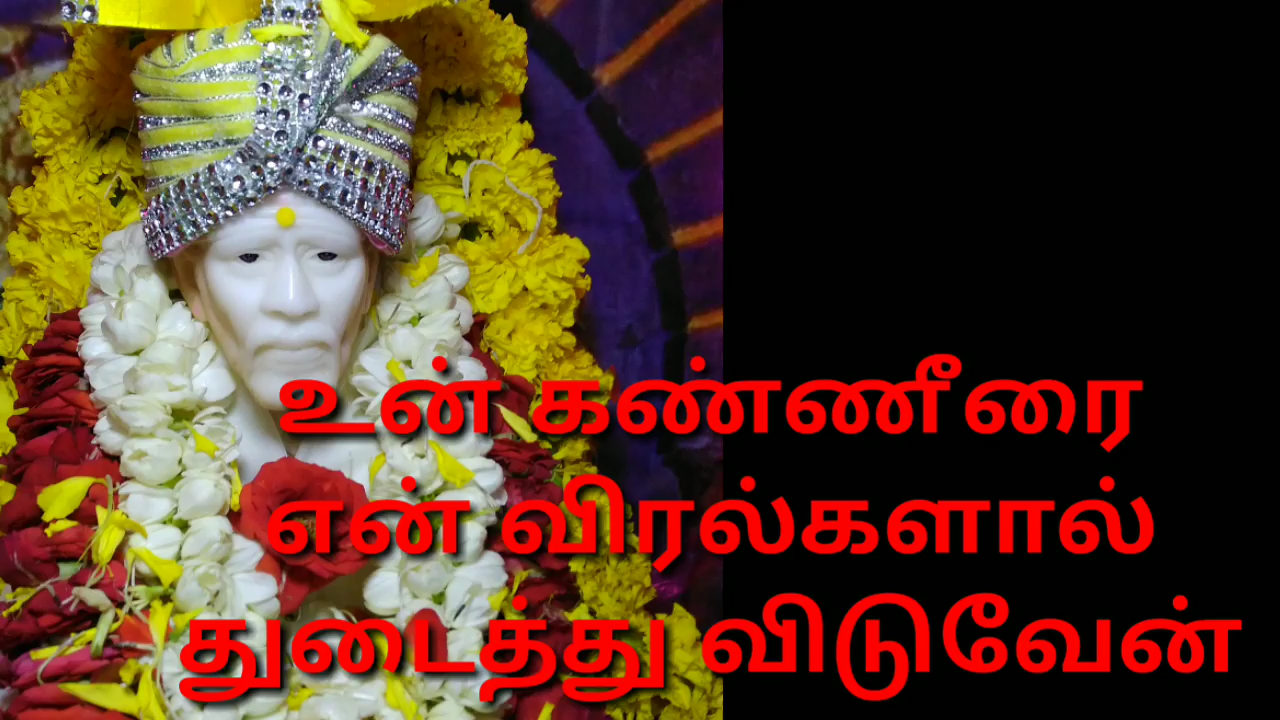 உன் கண்ணீரை
என் விரல்களால்
துடைத்து விடுவேன்